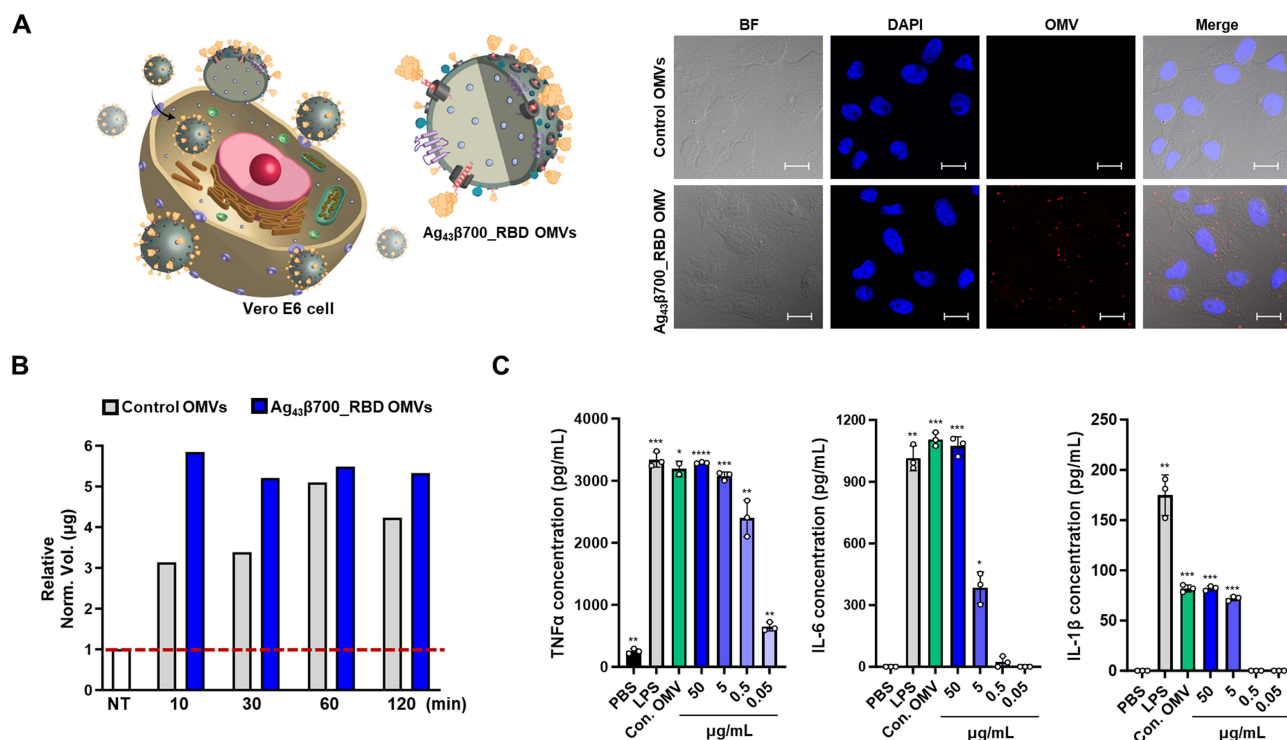 A
BF
DAPI
OMV
Merge
Control OMVs
Ag₄₃β700_RBD OMV
Ag₄₃β700_RBD OMVs
Vero E6 cell
B
Control OMVs
Ag₄₃β700_RBD OMVs
Relative
Norm. Vol. (µg)
6
5
4
3
2
1
0
NT 10 30 60 120 (min)
C
TNFα concentration (pg/mL)
4000
3000
2000
1000
0
** *** * **** *** ** **
PBS LPS Con. OMV 50 5 0.5 0.05
µg/mL
IL-6 concentration (pg/mL)
1200
900
600
300
0
** *** *** *
PBS LPS Con. OMV 50 5 0.5 0.05
µg/mL
IL-1β concentration (pg/mL)
250
200
150
100
50
0
** *** *** ***
PBS LPS Con. OMV 50 5 0.5 0.05
µg/mL